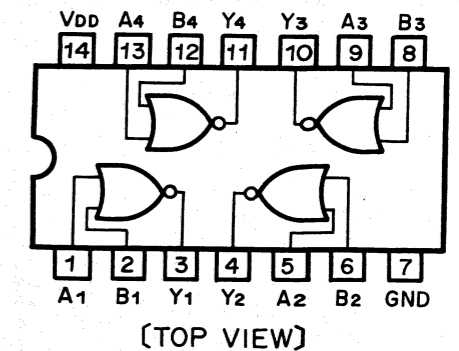 VDD A4 B4 Y4 Y3 A3 B3
14 13 12 11 10 9 8
1 2 3 4 5 6 7
A1 B1 Y1 Y2 A2 B2 GND
[TOP VIEW]